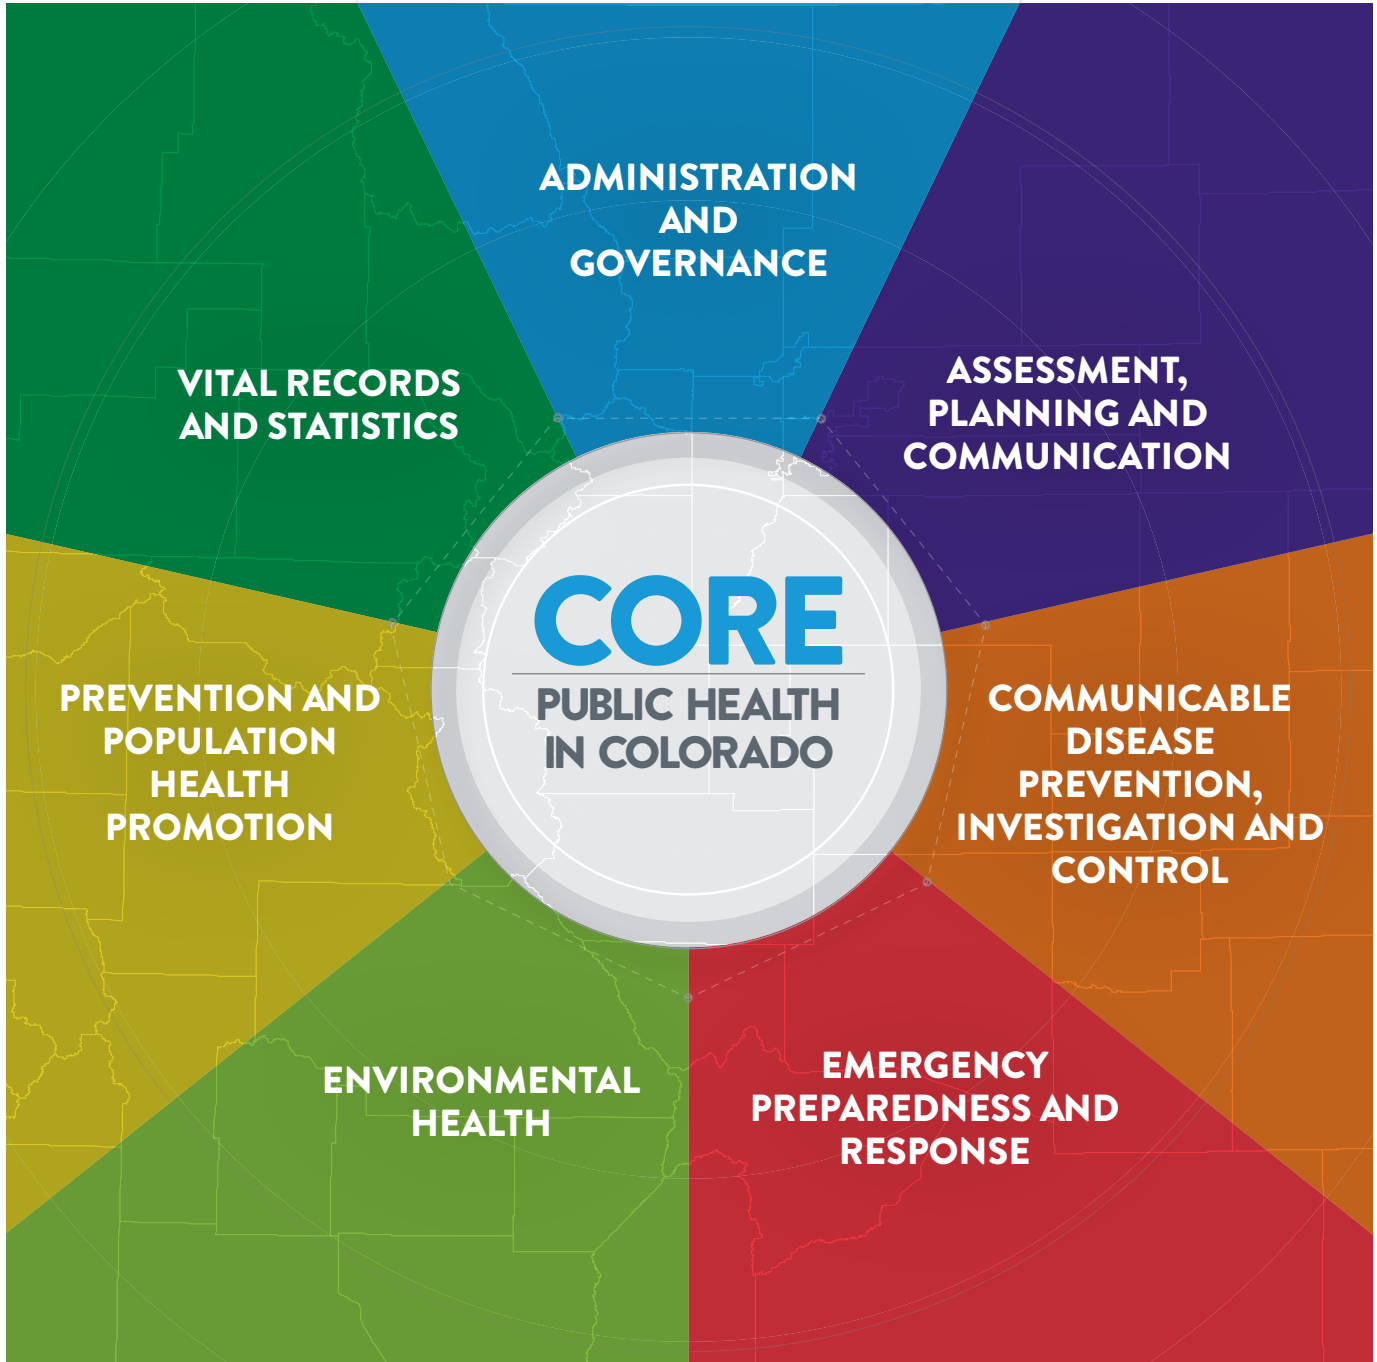 ADMINISTRATION
AND
GOVERNANCE
ASSESSMENT,
PLANNING AND
COMMUNICATION
COMMUNICABLE
DISEASE
PREVENTION,
INVESTIGATION AND
CONTROL
EMERGENCY
PREPAREDNESS AND
RESPONSE
ENVIRONMENTAL
HEALTH
PREVENTION AND
POPULATION
HEALTH
PROMOTION
VITAL RECORDS
AND STATISTICS
CORE
PUBLIC HEALTH
IN COLORADO